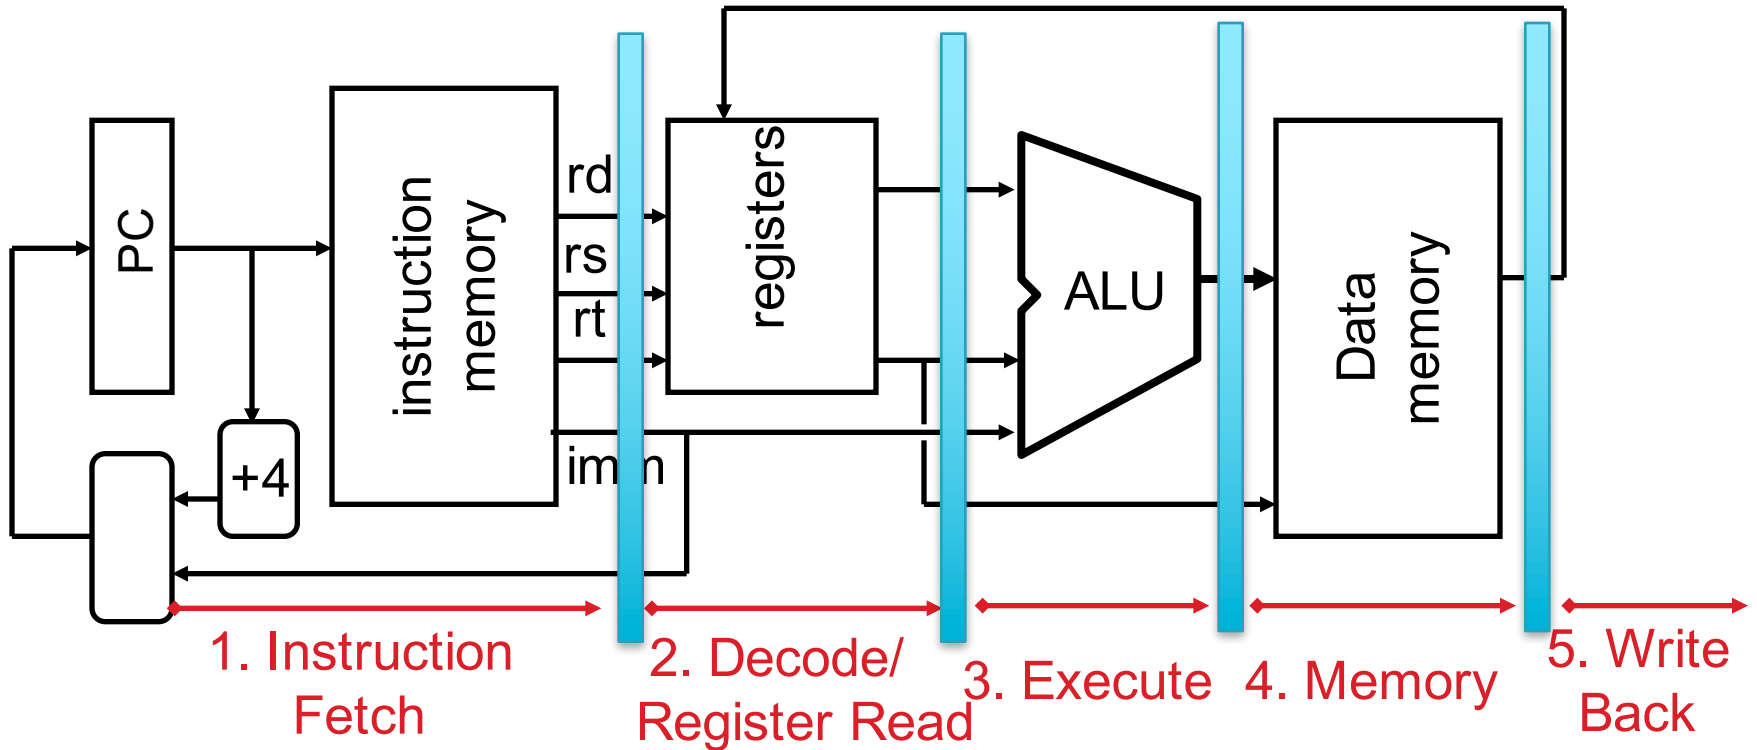 PC
+4
instruction
memory
rd
rs
rt
imm
registers
ALU
Data
memory
1. Instruction
Fetch
2. Decode/
Register Read
3. Execute
4. Memory
5. Write
Back